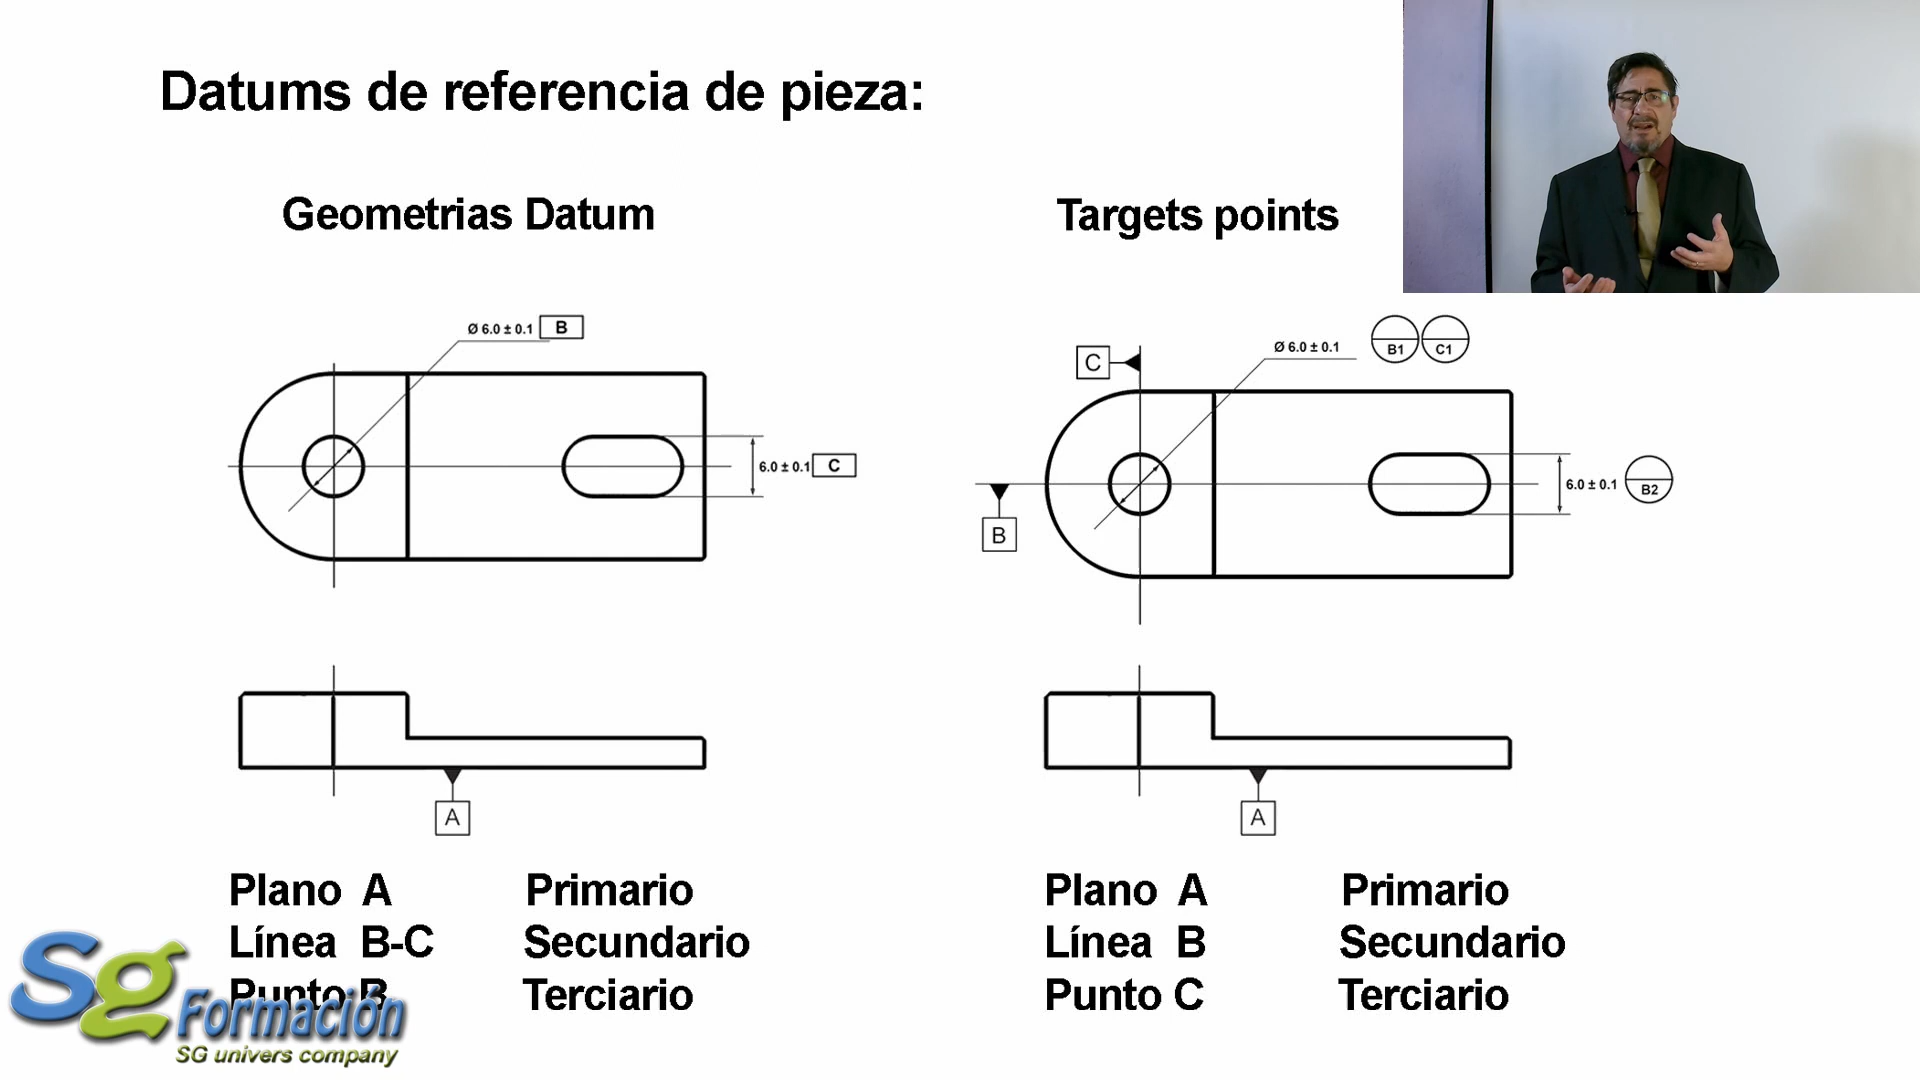 Datums de referencia de pieza:
Geometrias Datum
Ø 6.0 ± 0.1 B
6.0 ± 0.1 C
A
Plano A Primario
Línea B-C Secundario
Punto B Terciario
Targets points
C
Ø 6.0 ± 0.1 B1 C1
6.0 ± 0.1 B2
B
A
Plano A Primario
Línea B Secundario
Punto C Terciario
Sg Formación
SG univers company